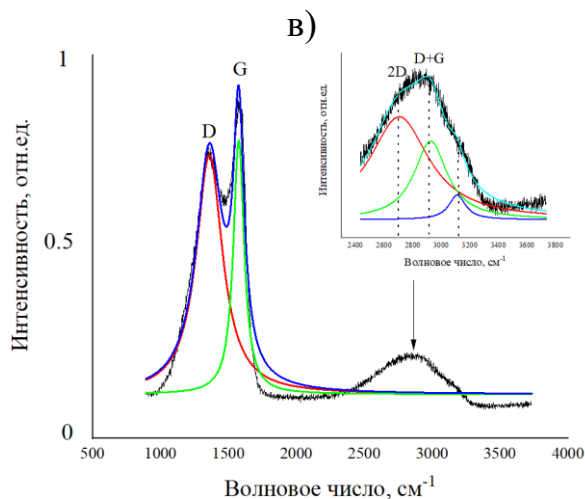 в)
1
0.5
0
Интенсивность, отн.ед.
D
G
500
1000
1500
2000
2500
3000
3500
4000
Волновое число, см-1
2D
D+G
Интенсивность, отн.ед.
2400
2600
2800
3000
3200
3400
3600
3800
Волновое число, см-1